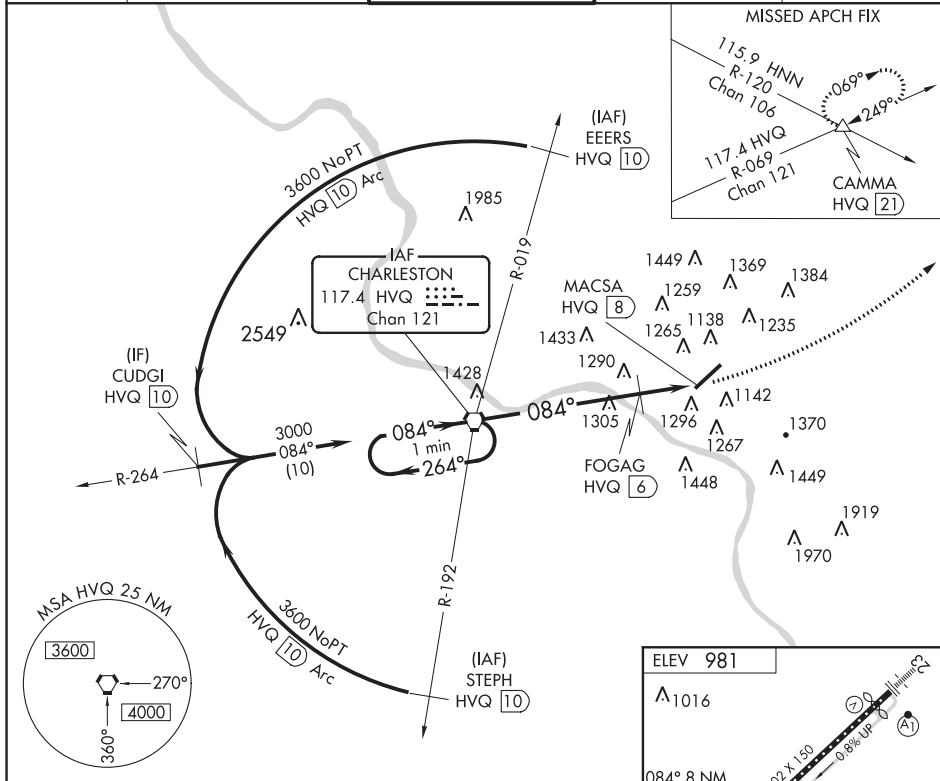 MISSED APCH FIX
115.9 HNN
R-120
Chan 106
069°
249°
117.4 HVQ
R-069
Chan 121
CAMMA
HVQ 21
(IAF)
EEERS
HVQ 10
3600 NoPT
HVQ 10 Arc
1985
R-019
IAF
CHARLESTON
117.4 HVQ
Chan 121
2549
MACSA
HVQ 8
1449
1369
1384
1259
1433
1265
1138
1235
1290
(IF)
CUDGI
HVQ 10
1428
084°
084°
1305
1296
1142
3000
084°
(10)
1 min
264°
R-264
1267
1370
FOGAG
HVQ 6
1448
1449
1919
1970
R-192
3600 NoPT
HVQ 10 Arc
(IAF)
STEPH
HVQ 10
MSA HVQ 25 NM
3600
270°
4000
360°
ELEV 981
1016
23
V
A1
02 X 150
0.8% UP
084° 8 NM